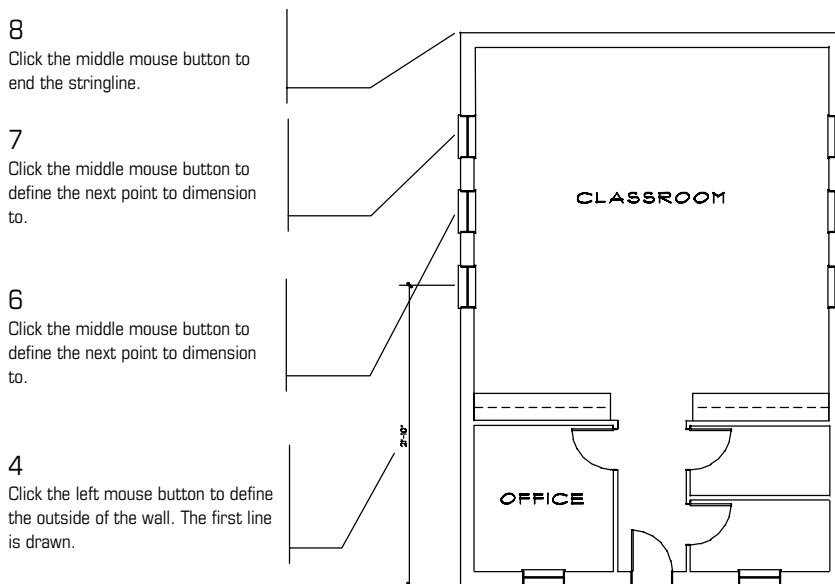 8
Click the middle mouse button to
end the stringline.
7
Click the middle mouse button to
define the next point to dimension
to.
CLASSROOM
6
Click the middle mouse button to
define the next point to dimension
to.
21'-10"
4
Click the left mouse button to define
the outside of the wall. The first line
is drawn.
OFFICE